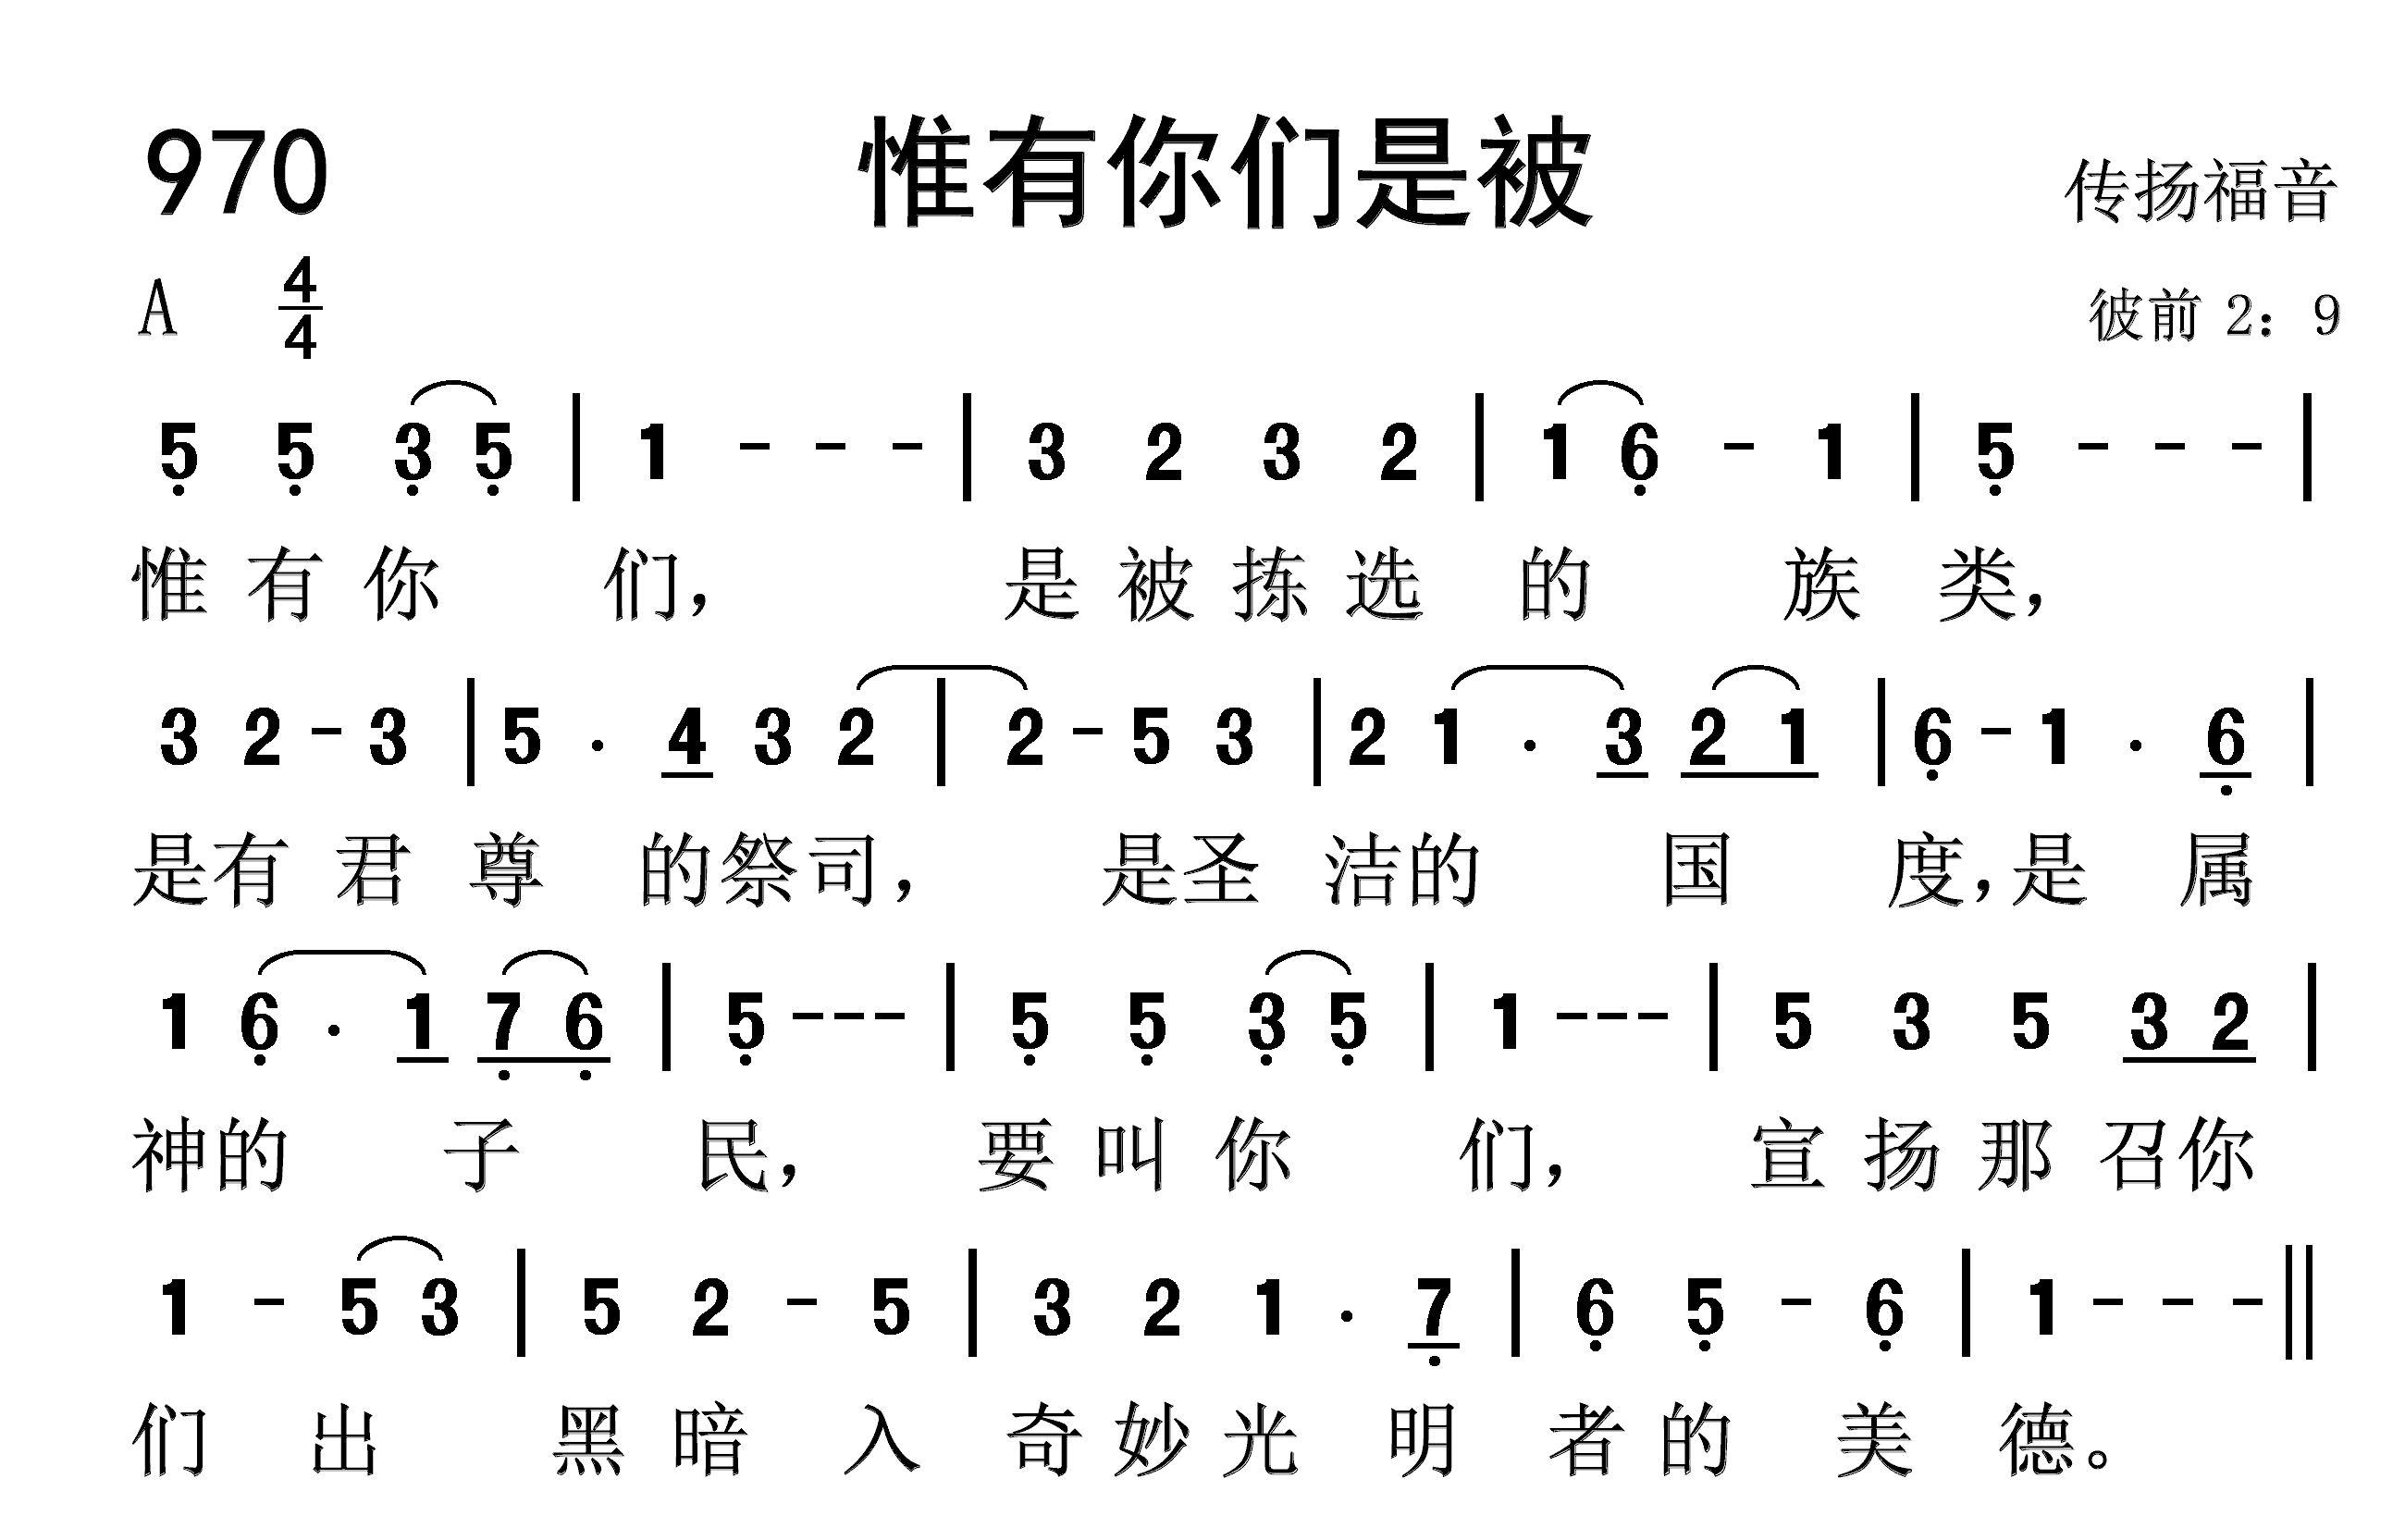 970 惟有你们是被 传扬福音
A 4/4 彼前 2：9
5 5 3 5 | 1 - - - | 3 2 3 2 | 1 6 - 1 | 5 - - - |
惟有你们，是被拣选的族类，
3 2 - 3 | 5 . 4 3 2 | 2 - 5 3 | 2 1 . 3 2 1 | 6 - 1 . 6 |
是有君尊的祭司，是圣洁的国度，是属
1 6 . 1 7 6 | 5 - - - | 5 5 3 5 | 1 - - - | 5 3 5 3 2 |
神的子民，要叫你们，宣扬那召你
1 - 5 3 | 5 2 - 5 | 3 2 1 . 7 | 6 5 - 6 | 1 - - - ||
们出黑暗入奇妙光明者的美德。